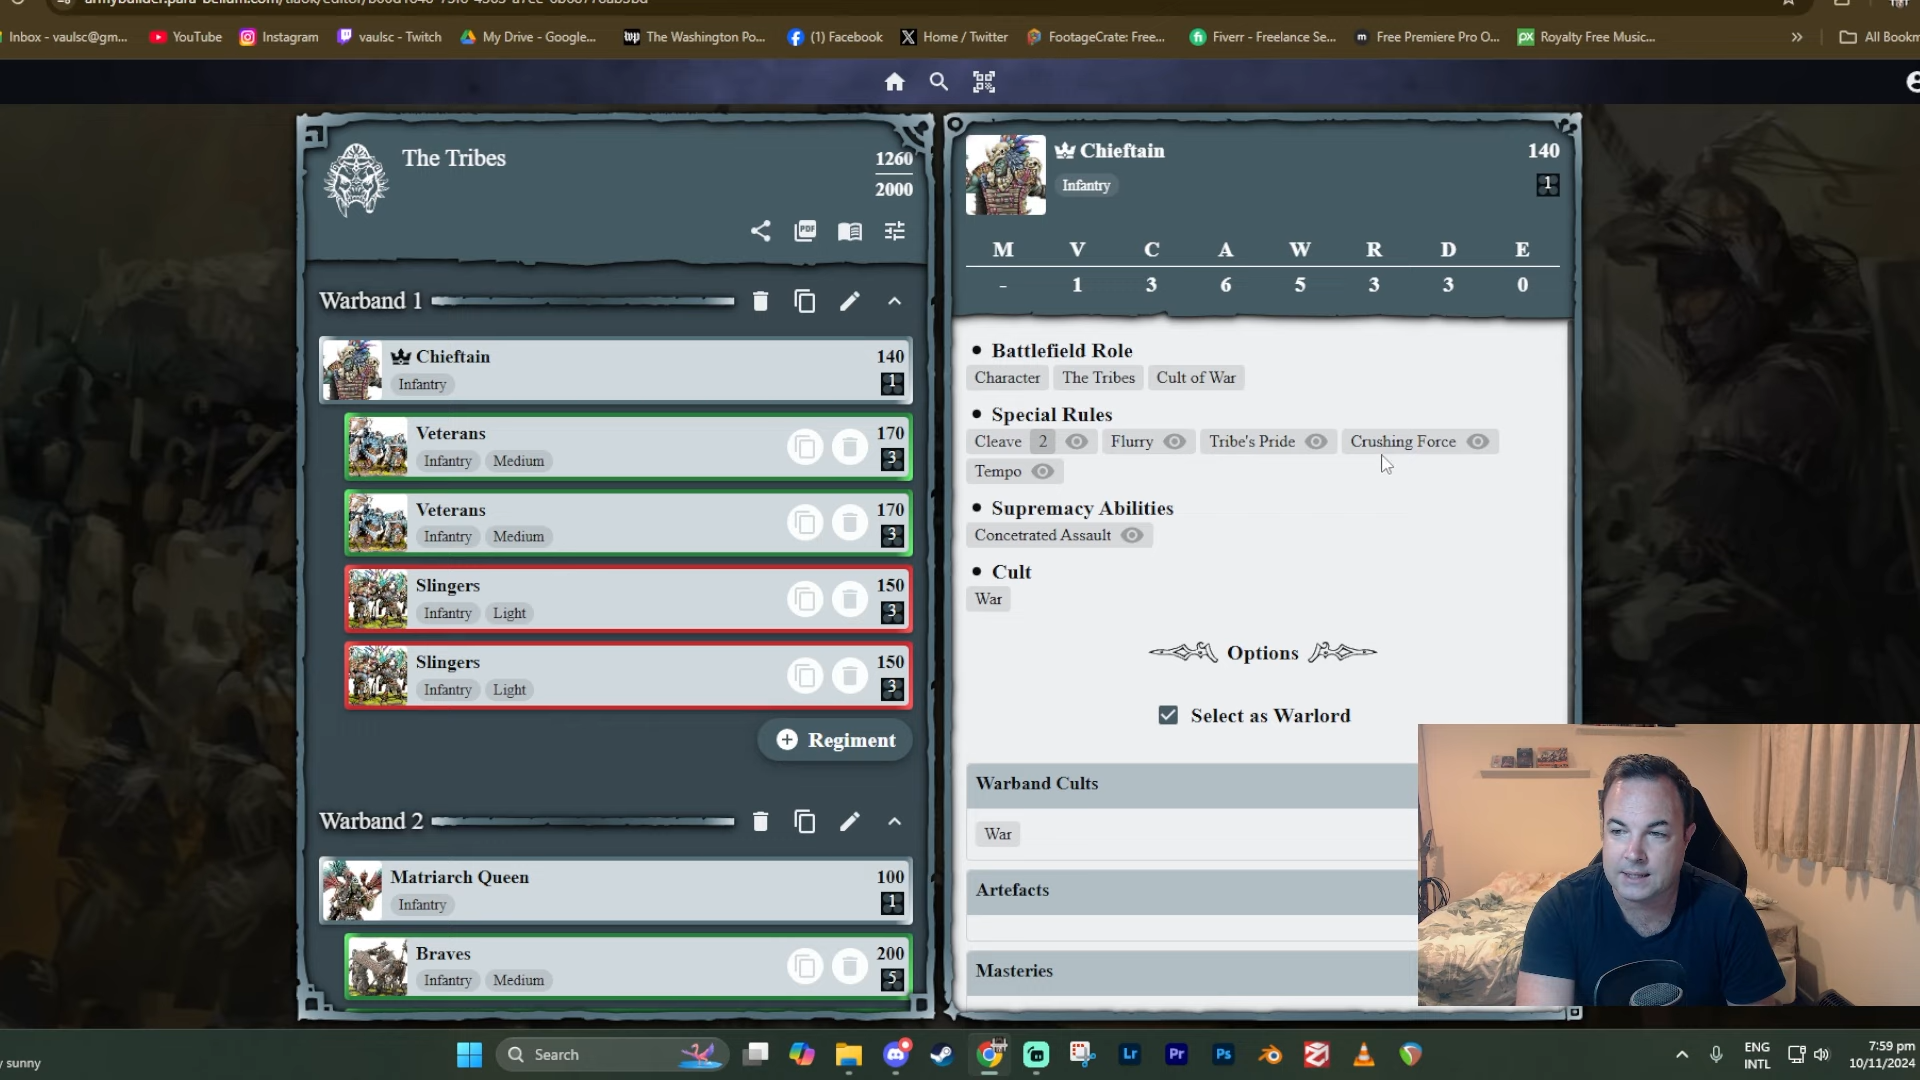 Inbox - vaulsc@gm...
YouTube
Instagram
vaulsc - Twitch
My Drive - Google...
The Washington Po...
(1) Facebook
Home / Twitter
FootageCrate: Free...
Fiverr - Freelance Se...
Free Premiere Pro O...
Royalty Free Music...
»
All Bookm
The Tribes
1260
2000
PDF
Warband 1
Chieftain 140
Infantry 1
Veterans 170
Infantry Medium 3
Veterans 170
Infantry Medium 3
Slingers 150
Infantry Light 3
Slingers 150
Infantry Light 3
Regiment
Warband 2
Matriarch Queen 100
Infantry 1
Braves 200
Infantry Medium 5
Chieftain 140
Infantry 1
M V C A W R D E
- 1 3 6 5 3 3 0
• Battlefield Role
Character The Tribes Cult of War
• Special Rules
Cleave 2 Flurry Tribe's Pride Crushing Force
Tempo
• Supremacy Abilities
Concetrated Assault
• Cult
War
Options
Select as Warlord
Warband Cults
War
Artefacts
Masteries
y sunny
Search
Lr
Pr
Ps
ENG
INTL
7:59 pm
10/11/2024